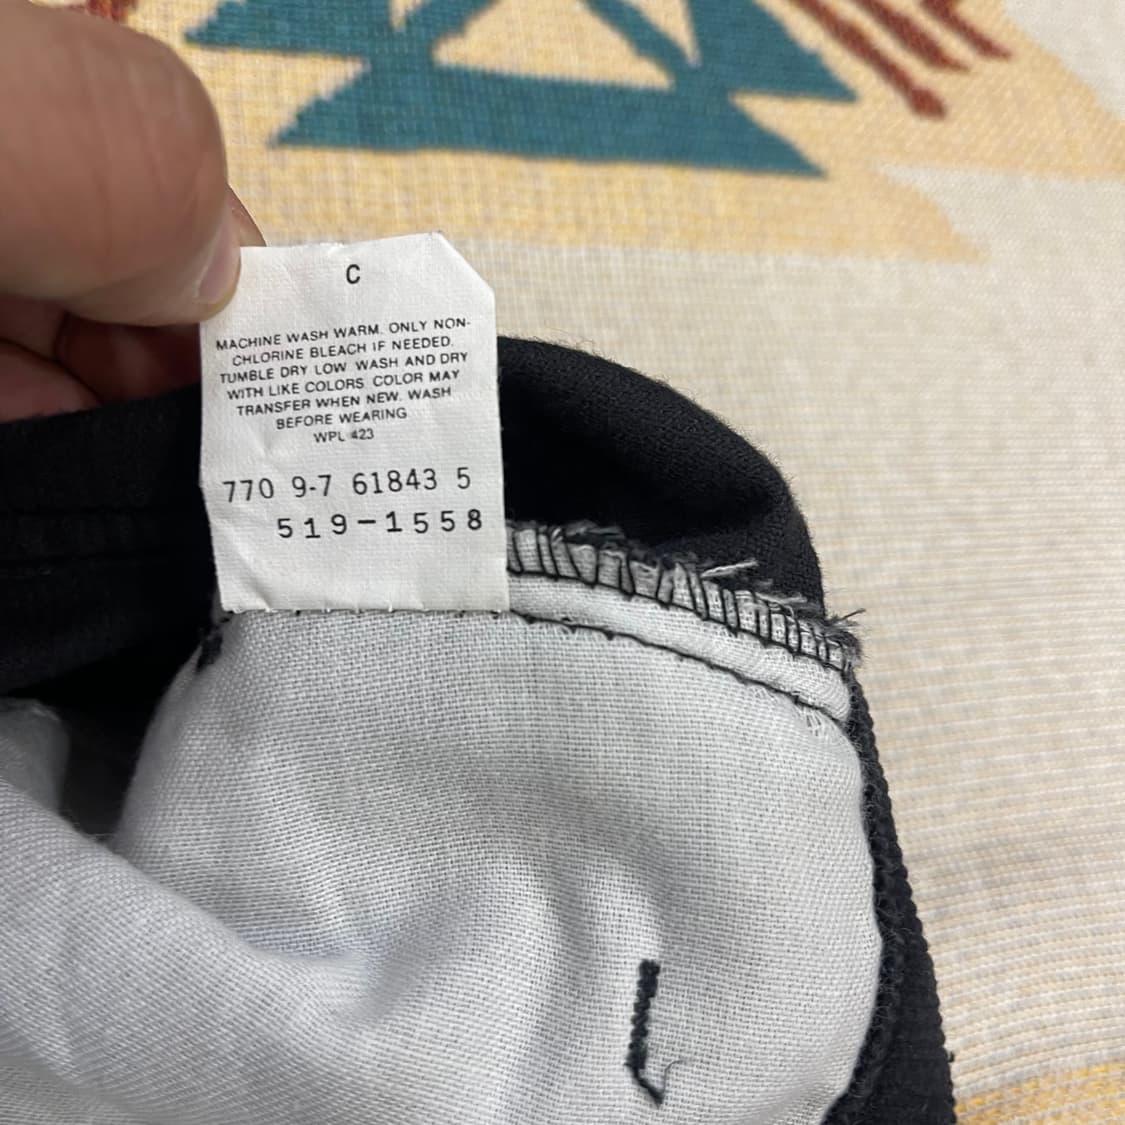 C
MACHINE WASH WARM. ONLY NON-
CHLORINE BLEACH IF NEEDED.
TUMBLE DRY LOW WASH AND DRY
WITH LIKE COLORS COLOR MAY
TRANSFER WHEN NEW. WASH
BEFORE WEARING
WPL 423
770 9-7 61843 5
519-1558